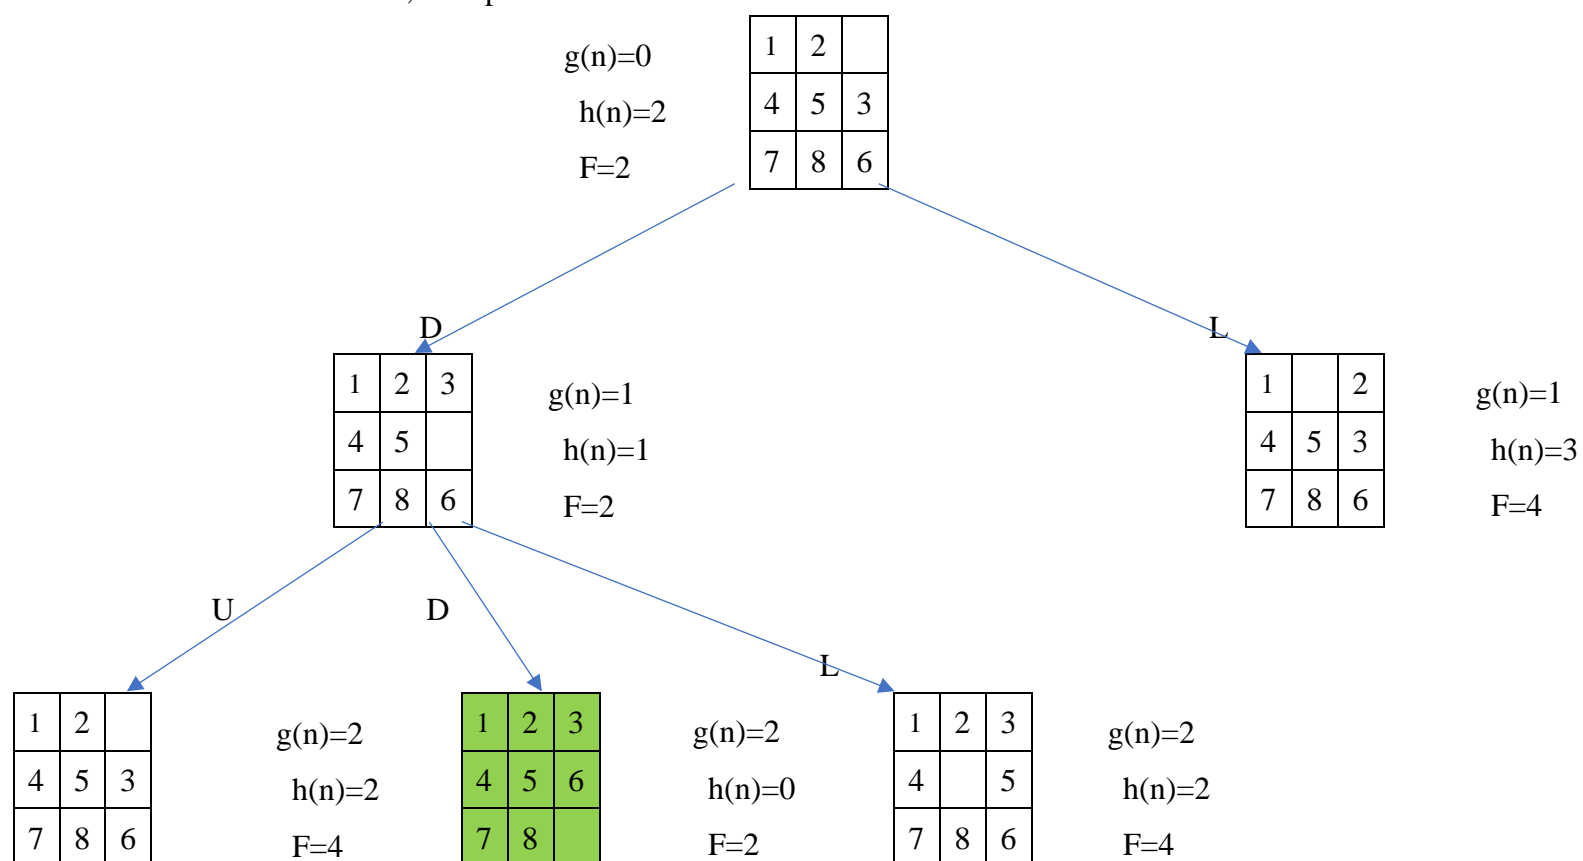 g(n)=0
h(n)=2
F=2
1 2
4 5 3
7 8 6
D
L
1 2 3
4 5
7 8 6
g(n)=1
h(n)=1
F=2
1 2
4 5 3
7 8 6
g(n)=1
h(n)=3
F=4
U
D
L
1 2
4 5 3
7 8 6
g(n)=2
h(n)=2
F=4
1 2 3
4 5 6
7 8
g(n)=2
h(n)=0
F=2
1 2 3
4 5
7 8 6
g(n)=2
h(n)=2
F=4